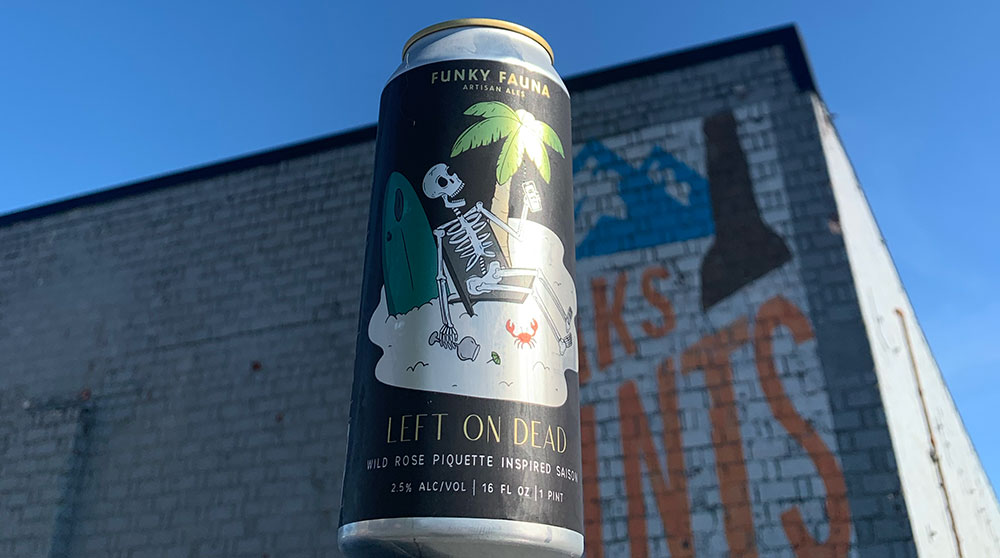 FUNKY FAUNA
ARTISAN ALES
LEFT ON DEAD
WILD ROSE PIQUETTE INSPIRED SAISON
2.5% ALC/VOL | 16 FL OZ | 1 PINT